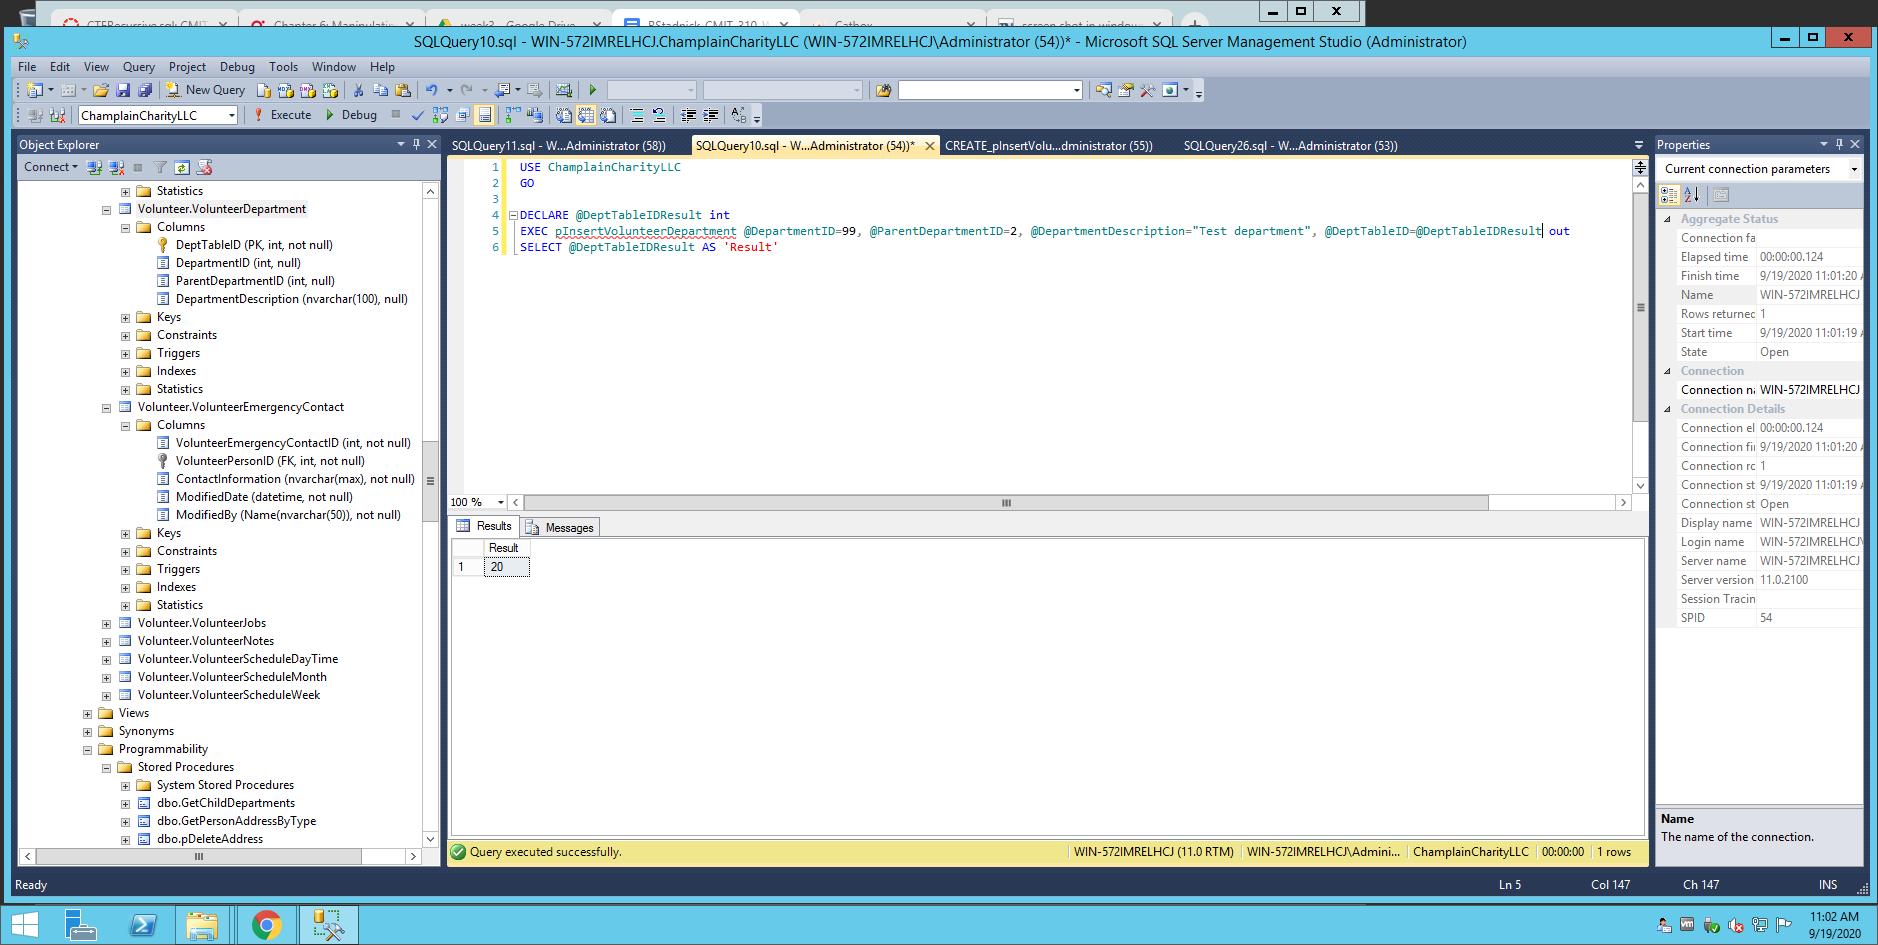 SQLQuery10.sql - WIN-572IMRELHCJ.ChamplainCharityLLC (WIN-572IMRELHCJ\Administrator (54))* - Microsoft SQL Server Management Studio (Administrator)
File Edit View Query Project Debug Tools Window Help
New Query
ChamplainCharityLLC Execute Debug
Object Explorer
Connect
Statistics
Volunteer.VolunteerDepartment
Columns
DeptTableID (PK, int, not null)
DepartmentID (int, null)
ParentDepartmentID (int, null)
DepartmentDescription (nvarchar(100), null)
Keys
Constraints
Triggers
Indexes
Statistics
Volunteer.VolunteerEmergencyContact
Columns
VolunteerEmergencyContactID (int, not null)
VolunteerPersonID (FK, int, not null)
ContactInformation (nvarchar(max), not null)
ModifiedDate (datetime, not null)
ModifiedBy (Name(nvarchar(50)), not null)
Keys
Constraints
Triggers
Indexes
Statistics
Volunteer.VolunteerJobs
Volunteer.VolunteerNotes
Volunteer.VolunteerScheduleDayTime
Volunteer.VolunteerScheduleMonth
Volunteer.VolunteerScheduleWeek
Views
Synonyms
Programmability
Stored Procedures
System Stored Procedures
dbo.GetChildDepartments
dbo.GetPersonAddressByType
dbo.pDeleteAddress
SQLQuery11.sql - W...Administrator (58)) SQLQuery10.sql - W...Administrator (54))* CREATE_pInsertVolu...dministrator (55)) SQLQuery26.sql - W...Administrator (53))
1 USE ChamplainCharityLLC
2 GO
3
4 DECLARE @DeptTableIDResult int
5 EXEC pInsertVolunteerDepartment @DepartmentID=99, @ParentDepartmentID=2, @DepartmentDescription="Test department", @DeptTableID=@DeptTableIDResult out
6 SELECT @DeptTableIDResult AS 'Result'
100 %
Results Messages
Result
1 20
Query executed successfully. WIN-572IMRELHCJ (11.0 RTM) WIN-572IMRELHCJ\Admini... ChamplainCharityLLC 00:00:00 1 rows
Properties
Current connection parameters
Aggregate Status
Connection fa
Elapsed time 00:00:00.124
Finish time 9/19/2020 11:01:20
Name WIN-572IMRELHCJ
Rows returned 1
Start time 9/19/2020 11:01:19
State Open
Connection
Connection na WIN-572IMRELHCJ
Connection Details
Connection el 00:00:00.124
Connection fi 9/19/2020 11:01:20
Connection ro 1
Connection st 9/19/2020 11:01:19
Connection st Open
Display name WIN-572IMRELHCJ
Login name WIN-572IMRELHCJ\
Server name WIN-572IMRELHCJ
Server version 11.0.2100
Session Tracin
SPID 54
Name
The name of the connection.
Ready Ln 5 Col 147 Ch 147 INS
11:02 AM
9/19/2020